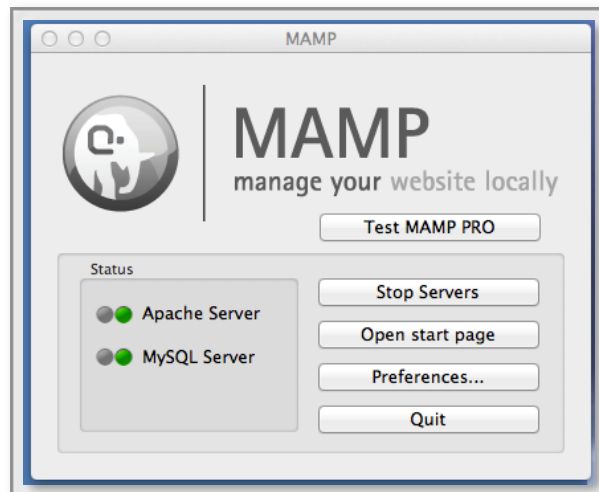 MAMP
MAMP
manage your website locally
Test MAMP PRO
Status
Apache Server
MySQL Server
Stop Servers
Open start page
Preferences...
Quit